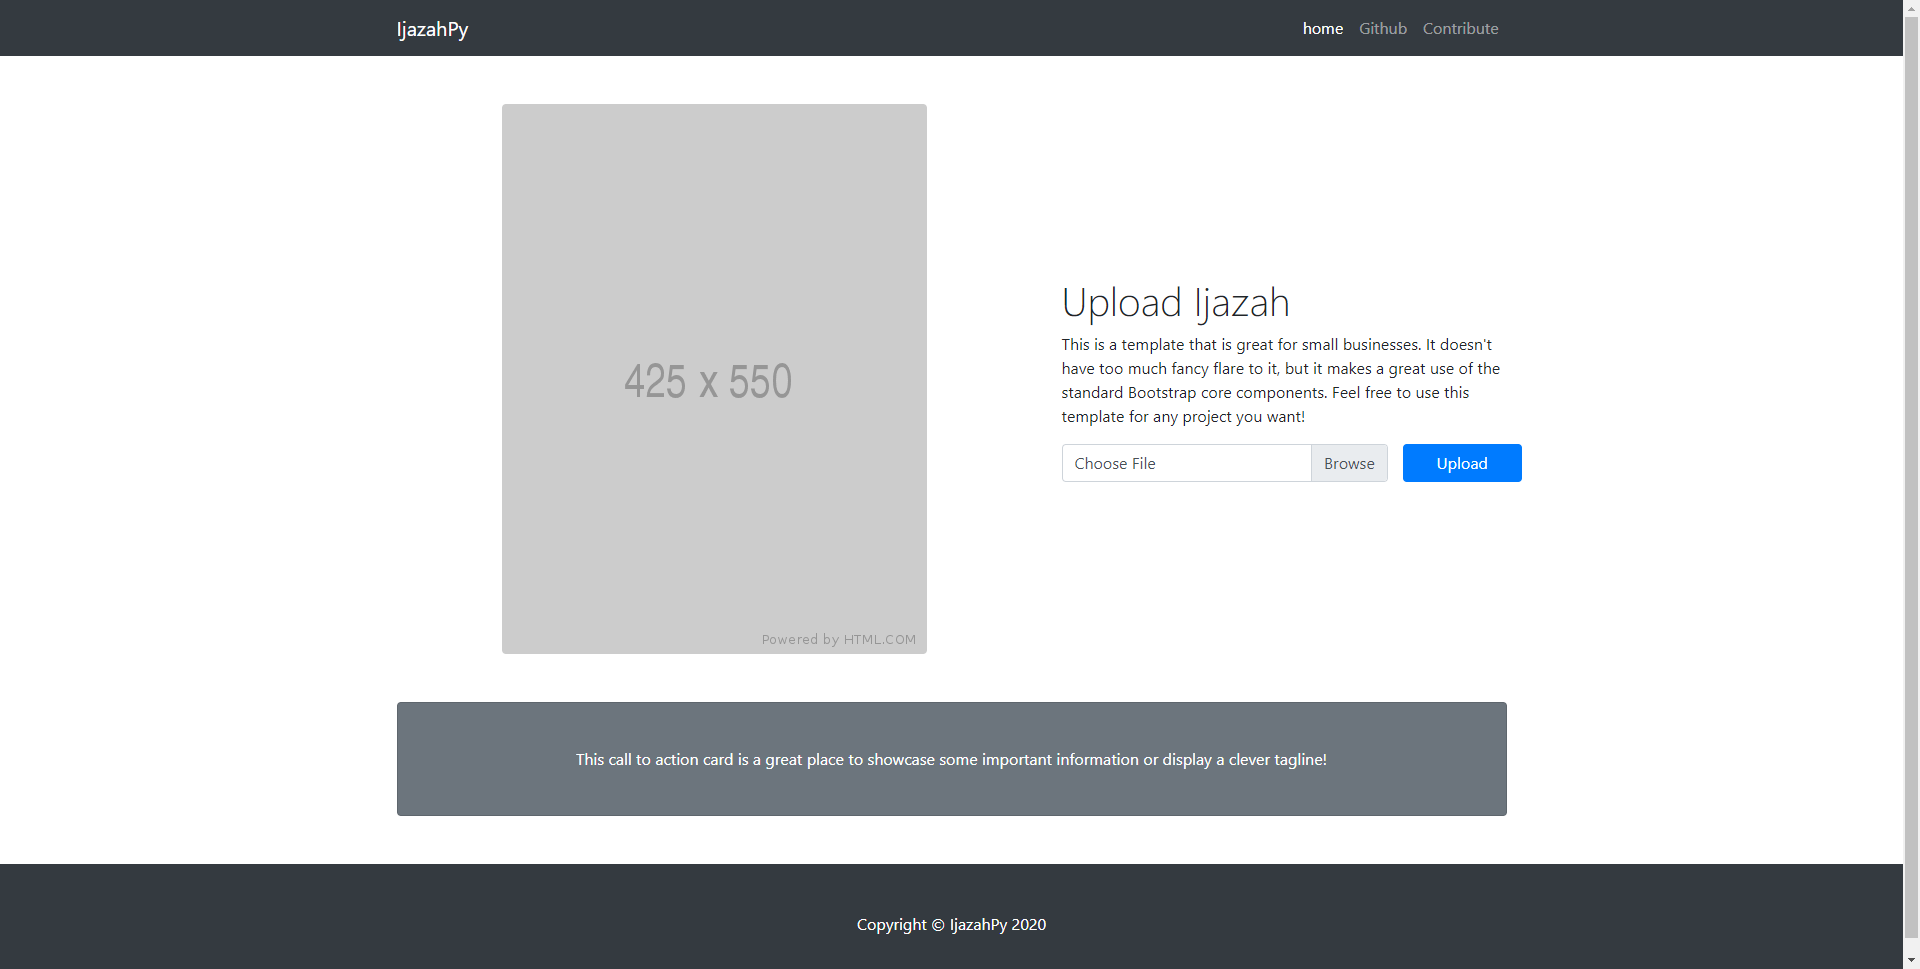 IjazahPy
home Github Contribute
425 x 550
Powered by HTML.COM
Upload Ijazah
This is a template that is great for small businesses. It doesn't
have too much fancy flare to it, but it makes a great use of the
standard Bootstrap core components. Feel free to use this
template for any project you want!
Choose File Browse Upload
This call to action card is a great place to showcase some important information or display a clever tagline!
Copyright © IjazahPy 2020